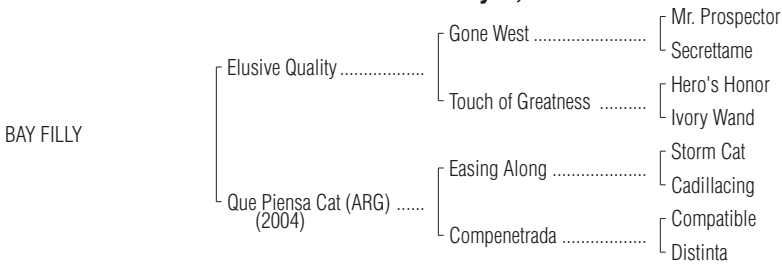 Mr. Prospector
Gone West ........................
Secrettame
Elusive Quality ..................
Hero's Honor
Touch of Greatness ..........
Ivory Wand
BAY FILLY
Storm Cat
Easing Along ....................
Cadillacing
Que Piensa Cat (ARG) ......
(2004)
Compatible
Compenetrada ..................
Distinta